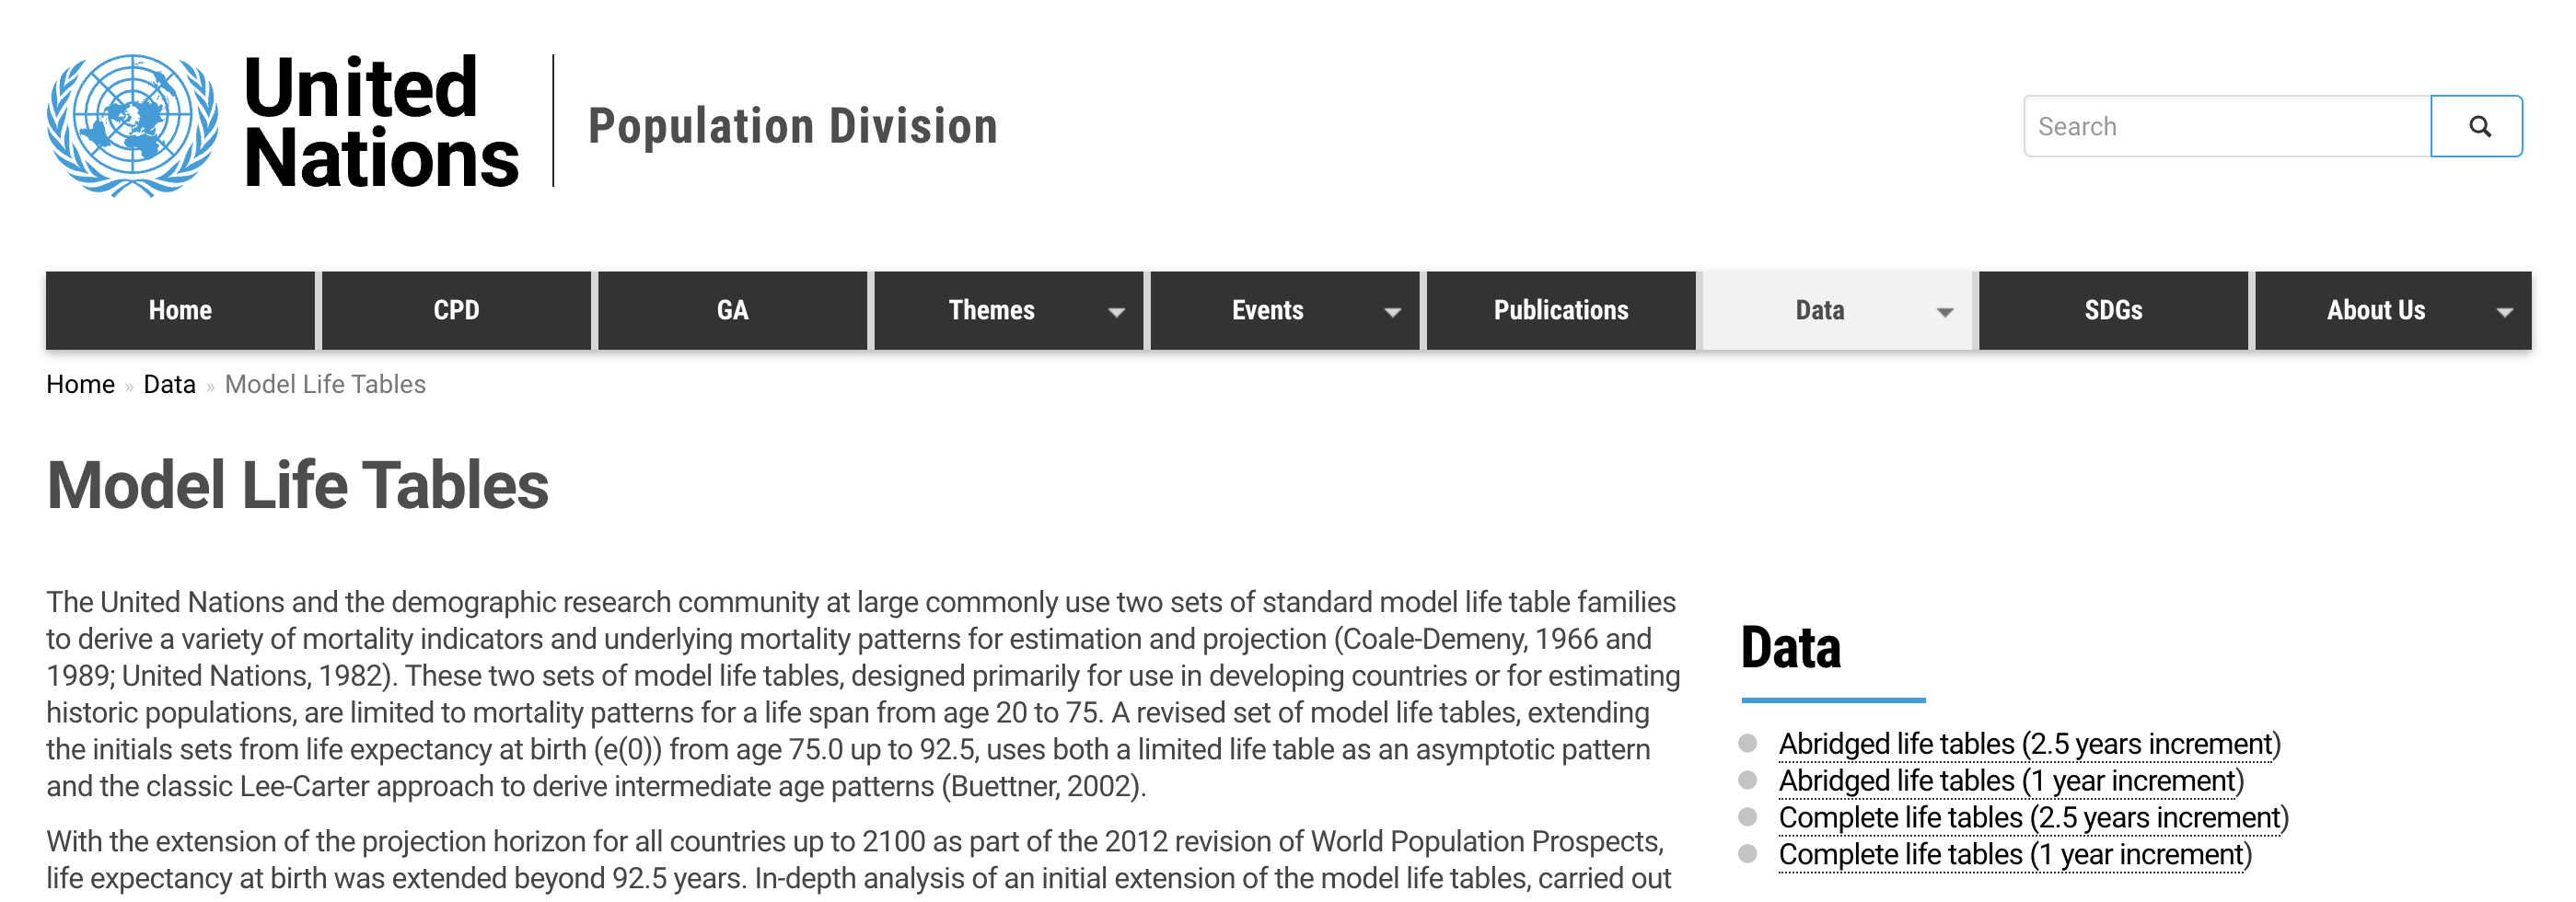 United
Nations
Population Division
Search
Home CPD GA Themes Events Publications Data SDGs About Us
Home » Data » Model Life Tables
Model Life Tables
The United Nations and the demographic research community at large commonly use two sets of standard model life table families
to derive a variety of mortality indicators and underlying mortality patterns for estimation and projection (Coale-Demeny, 1966 and
1989; United Nations, 1982). These two sets of model life tables, designed primarily for use in developing countries or for estimating
historic populations, are limited to mortality patterns for a life span from age 20 to 75. A revised set of model life tables, extending
the initials sets from life expectancy at birth (e(0)) from age 75.0 up to 92.5, uses both a limited life table as an asymptotic pattern
and the classic Lee-Carter approach to derive intermediate age patterns (Buettner, 2002).
With the extension of the projection horizon for all countries up to 2100 as part of the 2012 revision of World Population Prospects,
life expectancy at birth was extended beyond 92.5 years. In-depth analysis of an initial extension of the model life tables, carried out
Data
Abridged life tables (2.5 years increment)
Abridged life tables (1 year increment)
Complete life tables (2.5 years increment)
Complete life tables (1 year increment)